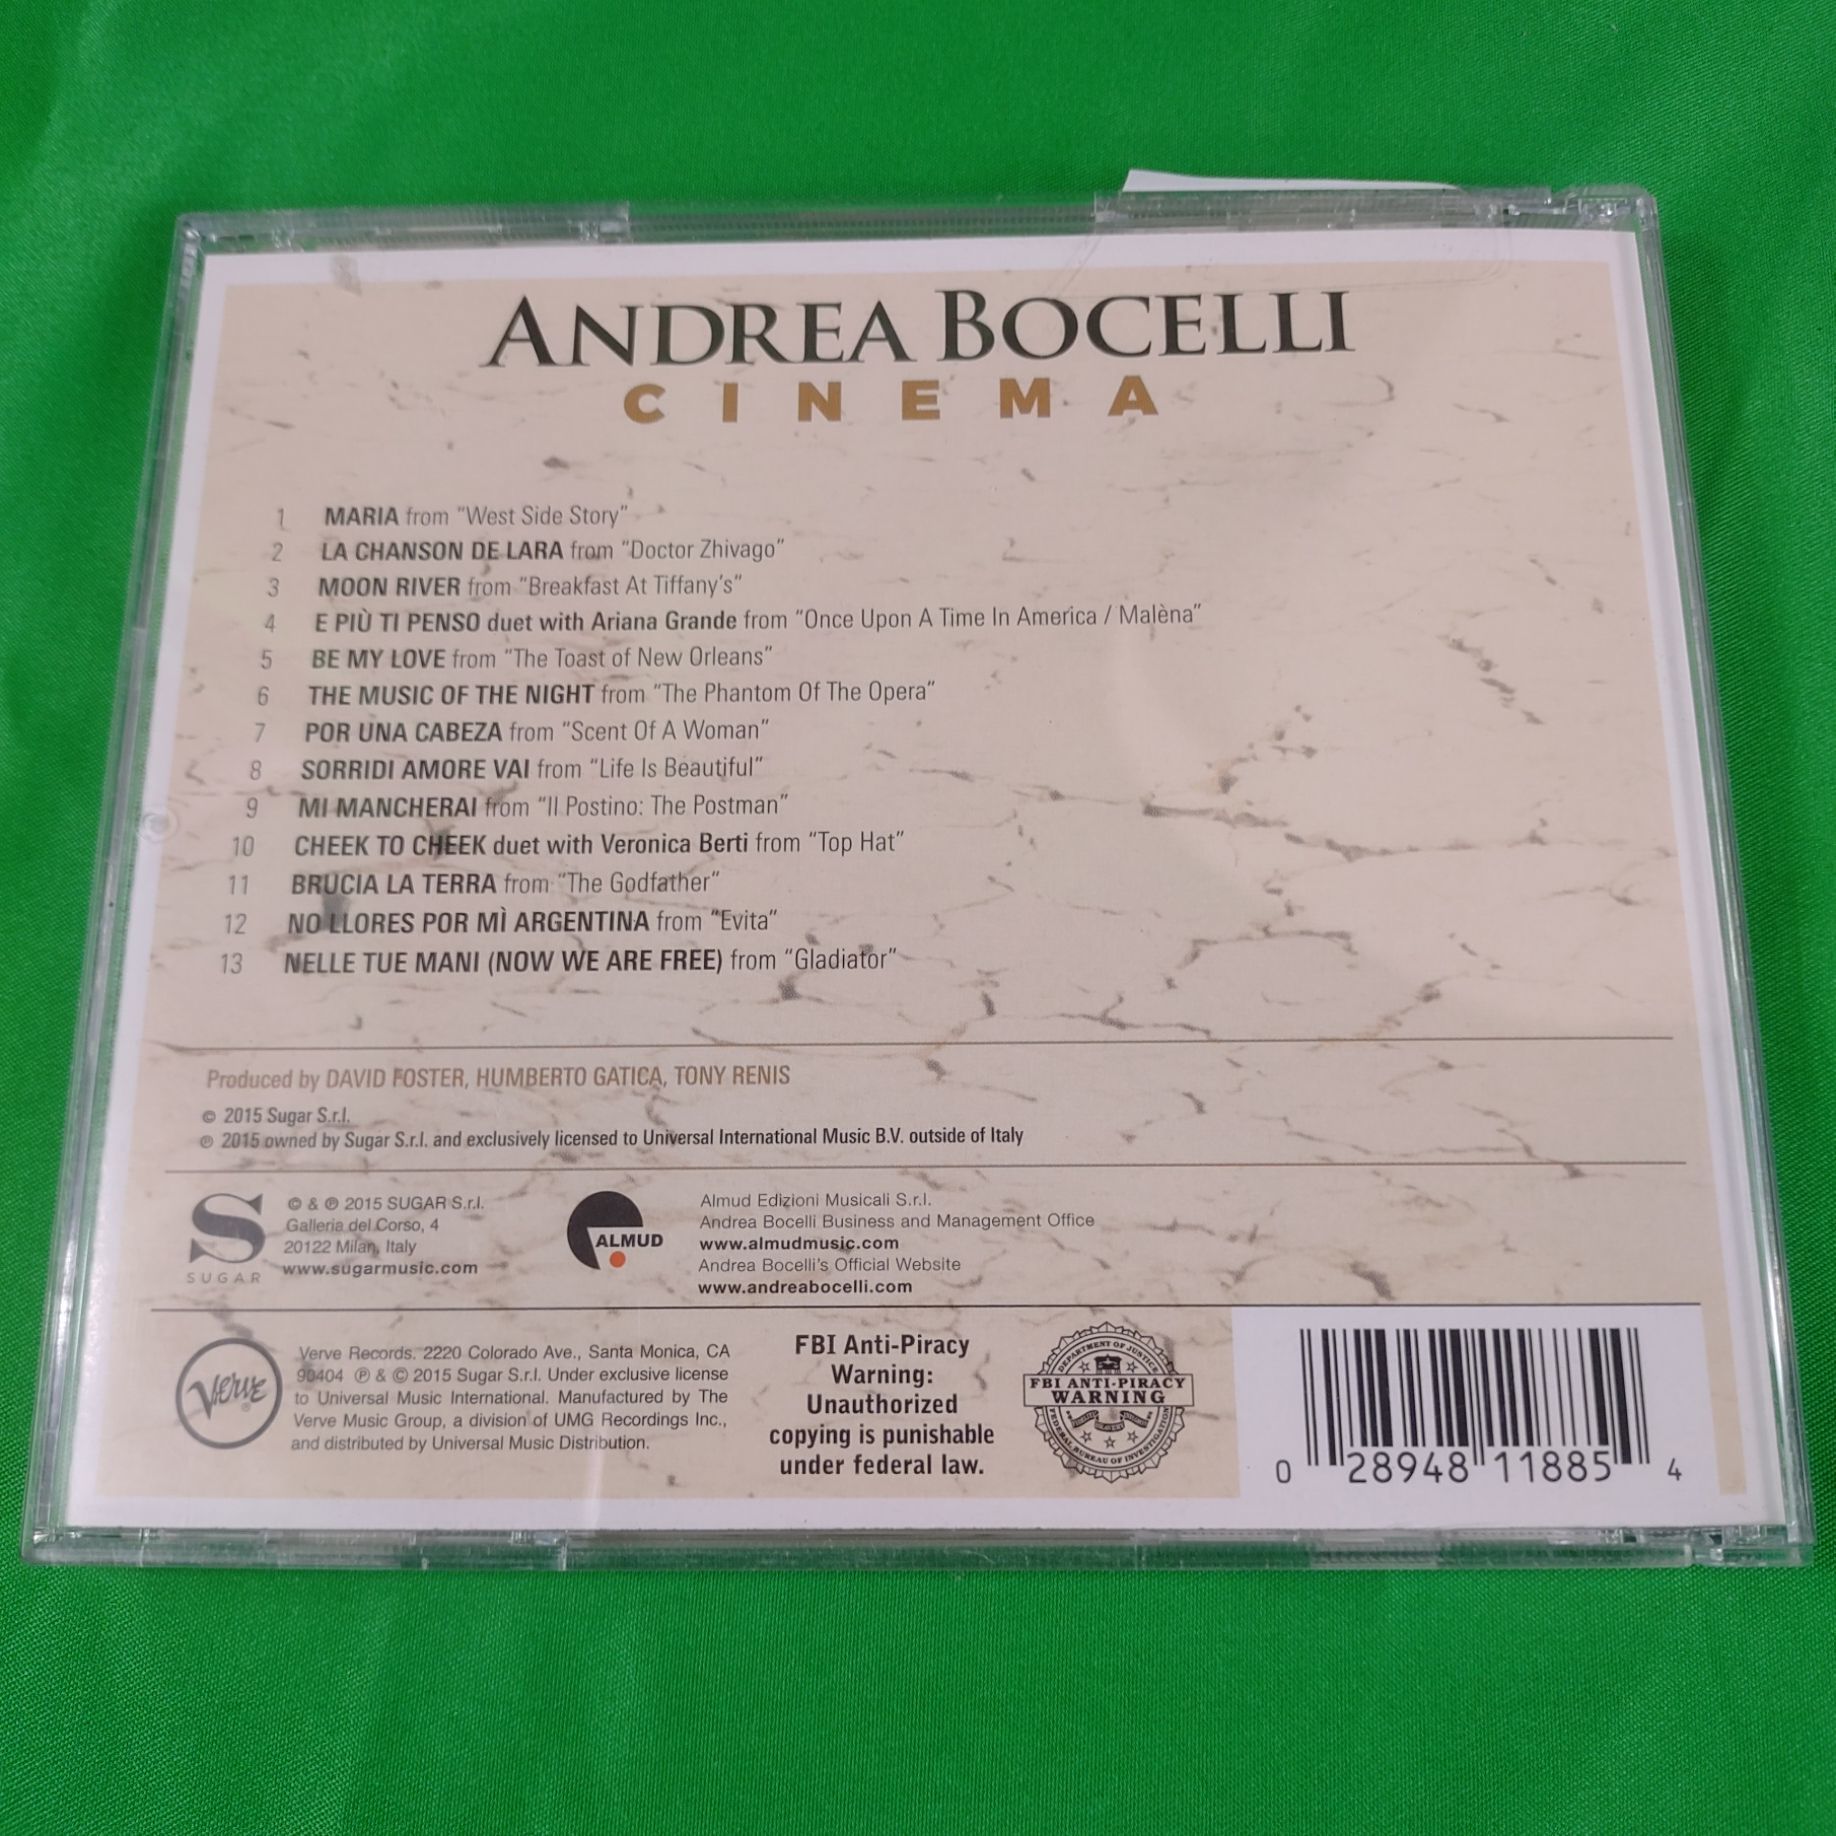 ANDREA BOCELLI
CINEMA
1 MARIA from "West Side Story"
2 LA CHANSON DE LARA from "Doctor Zhivago"
3 MOON RIVER from "Breakfast At Tiffany's"
4 E PIÙ TI PENSO duet with Ariana Grande from "Once Upon A Time In America / Malèna"
5 BE MY LOVE from "The Toast of New Orleans"
6 THE MUSIC OF THE NIGHT from "The Phantom Of The Opera"
7 POR UNA CABEZA from "Scent Of A Woman"
8 SORRIDI AMORE VAI from "Life Is Beautiful"
9 MI MANCHERAI from "Il Postino: The Postman"
10 CHEEK TO CHEEK duet with Veronica Berti from "Top Hat"
11 BRUCIA LA TERRA from "The Godfather"
12 NO LLORES POR MÌ ARGENTINA from "Evita"
13 NELLE TUE MANI (NOW WE ARE FREE) from "Gladiator"
Produced by DAVID FOSTER, HUMBERTO GATICA, TONY RENIS
© 2015 Sugar S.r.l.
℗ 2015 owned by Sugar S.r.l. and exclusively licensed to Universal International Music B.V. outside of Italy
S
SUGAR
© & ℗ 2015 SUGAR S.r.l.
Galleria del Corso, 4
20122 Milan, Italy
www.sugarmusic.com
ALMUD
Almud Edizioni Musicali S.r.l.
Andrea Bocelli Business and Management Office
www.almudmusic.com
Andrea Bocelli's Official Website
www.andreabocelli.com
Verve ®
Verve Records. 2220 Colorado Ave., Santa Monica, CA
90404 ℗ & © 2015 Sugar S.r.l. Under exclusive license
to Universal Music International. Manufactured by The
Verve Music Group, a division of UMG Recordings Inc.,
and distributed by Universal Music Distribution.
FBI Anti-Piracy
Warning:
Unauthorized
copying is punishable
under federal law.
DEPARTMENT OF JUSTICE
FBI ANTI-PIRACY
WARNING
FEDERAL BUREAU OF INVESTIGATION
0 28948 11885 4